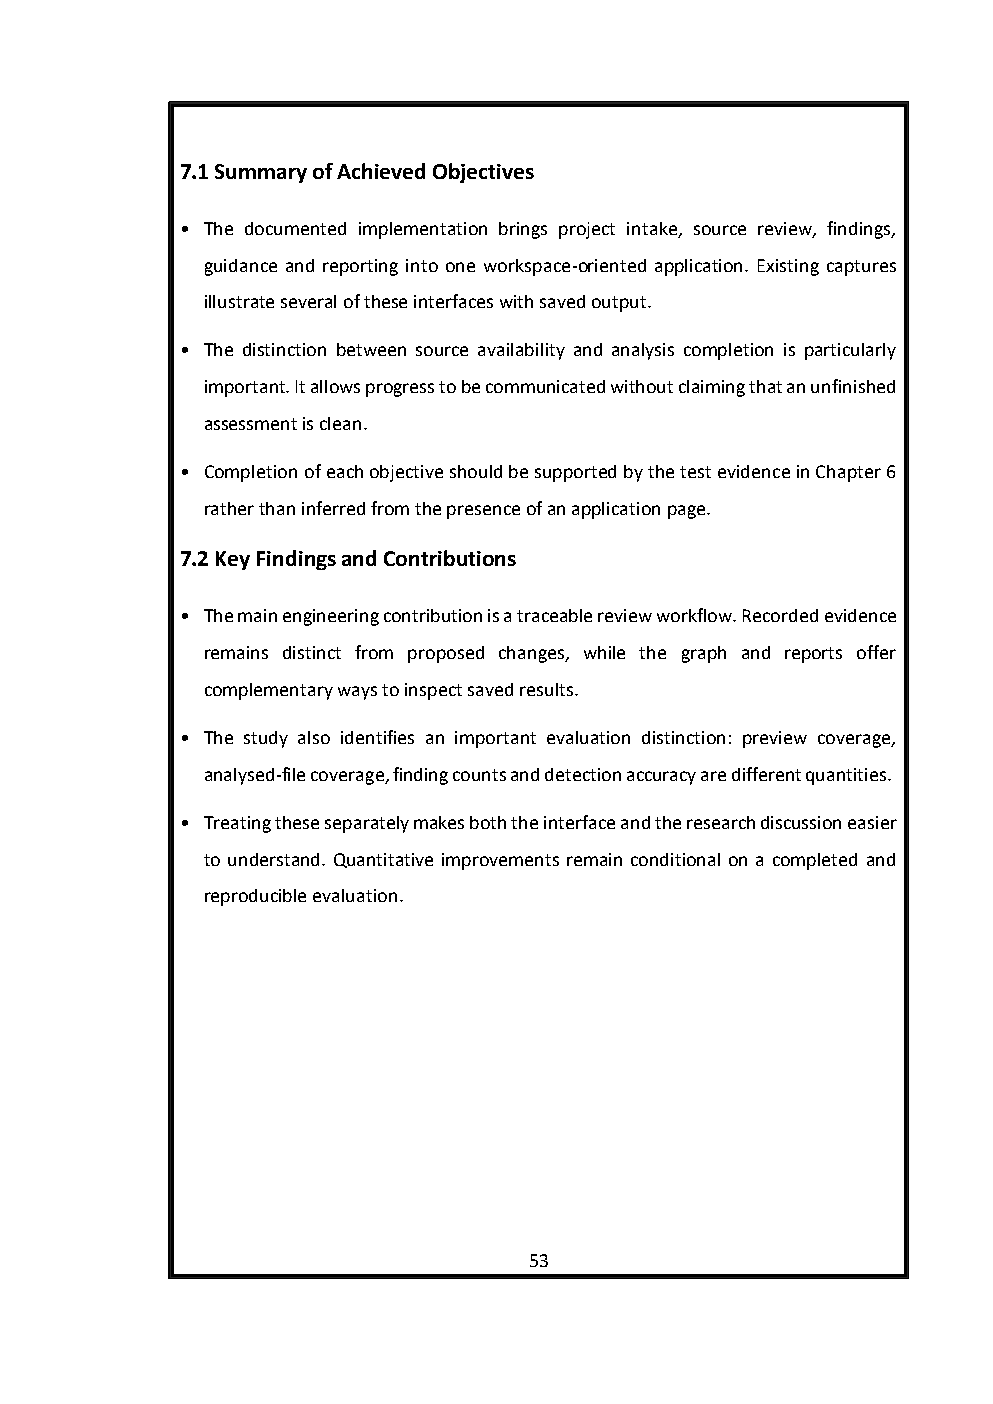 7.1 Summary of Achieved Objectives
• The documented implementation brings project intake, source review, findings,
guidance and reporting into one workspace-oriented application. Existing captures
illustrate several of these interfaces with saved output.
• The distinction between source availability and analysis completion is particularly
important. It allows progress to be communicated without claiming that an unfinished
assessment is clean.
• Completion of each objective should be supported by the test evidence in Chapter 6
rather than inferred from the presence of an application page.
7.2 Key Findings and Contributions
• The main engineering contribution is a traceable review workflow. Recorded evidence
remains distinct from proposed changes, while the graph and reports offer
complementary ways to inspect saved results.
• The study also identifies an important evaluation distinction: preview coverage,
analysed-file coverage, finding counts and detection accuracy are different quantities.
• Treating these separately makes both the interface and the research discussion easier
to understand. Quantitative improvements remain conditional on a completed and
reproducible evaluation.
53